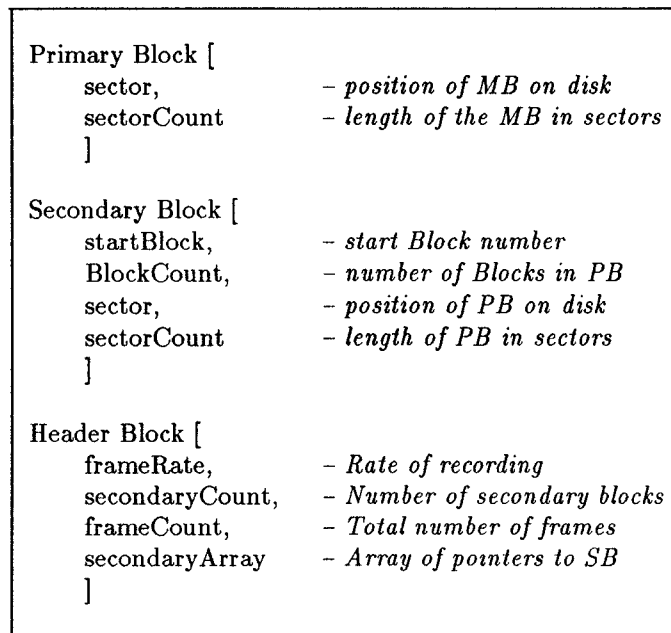 Primary Block [
sector, – position of MB on disk
sectorCount – length of the MB in sectors
]
Secondary Block [
startBlock, – start Block number
BlockCount, – number of Blocks in PB
sector, – position of PB on disk
sectorCount – length of PB in sectors
]
Header Block [
frameRate, – Rate of recording
secondaryCount, – Number of secondary blocks
frameCount, – Total number of frames
secondaryArray – Array of pointers to SB
]